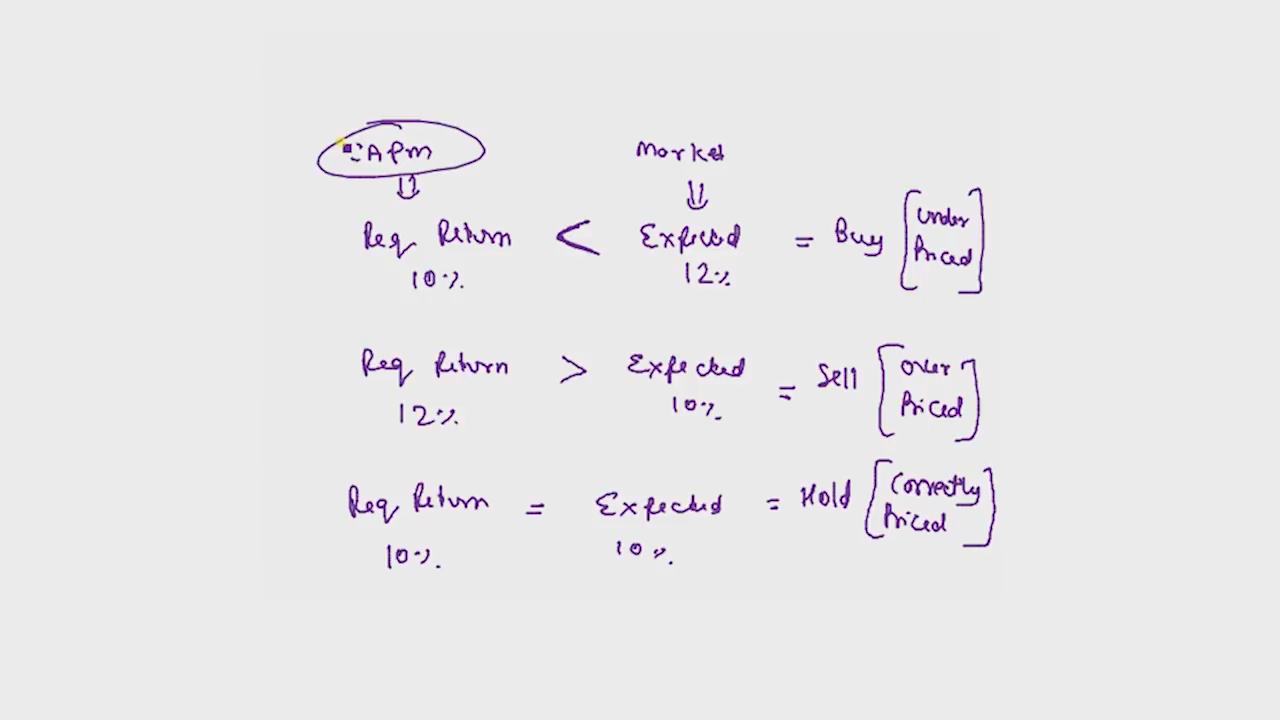 CAPM Market
Req Return < Expected = Buy [Under Priced]
10% 12%
Req Return > Expected = Sell [Over Priced]
12% 10%
Req Return = Expected = Hold [Correctly Priced]
10% 10%